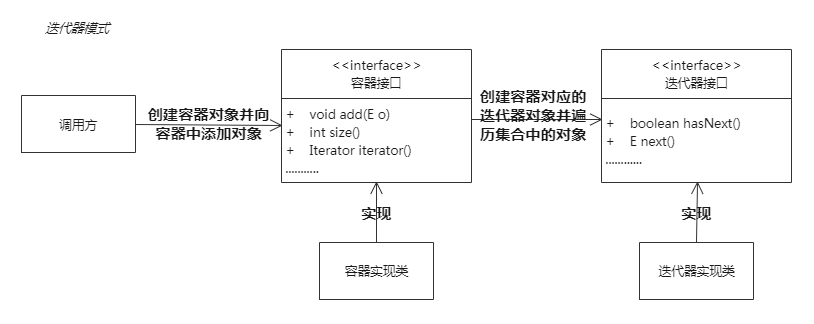 迭代器模式
调用方
创建容器对象并向
容器中添加对象
<<interface>>
容器接口
+ void add(E o)
+ int size()
+ Iterator iterator()
...........
创建容器对应的
迭代器对象并遍
历集合中的对象
<<interface>>
迭代器接口
+ boolean hasNext()
+ E next()
............
实现
实现
容器实现类
迭代器实现类